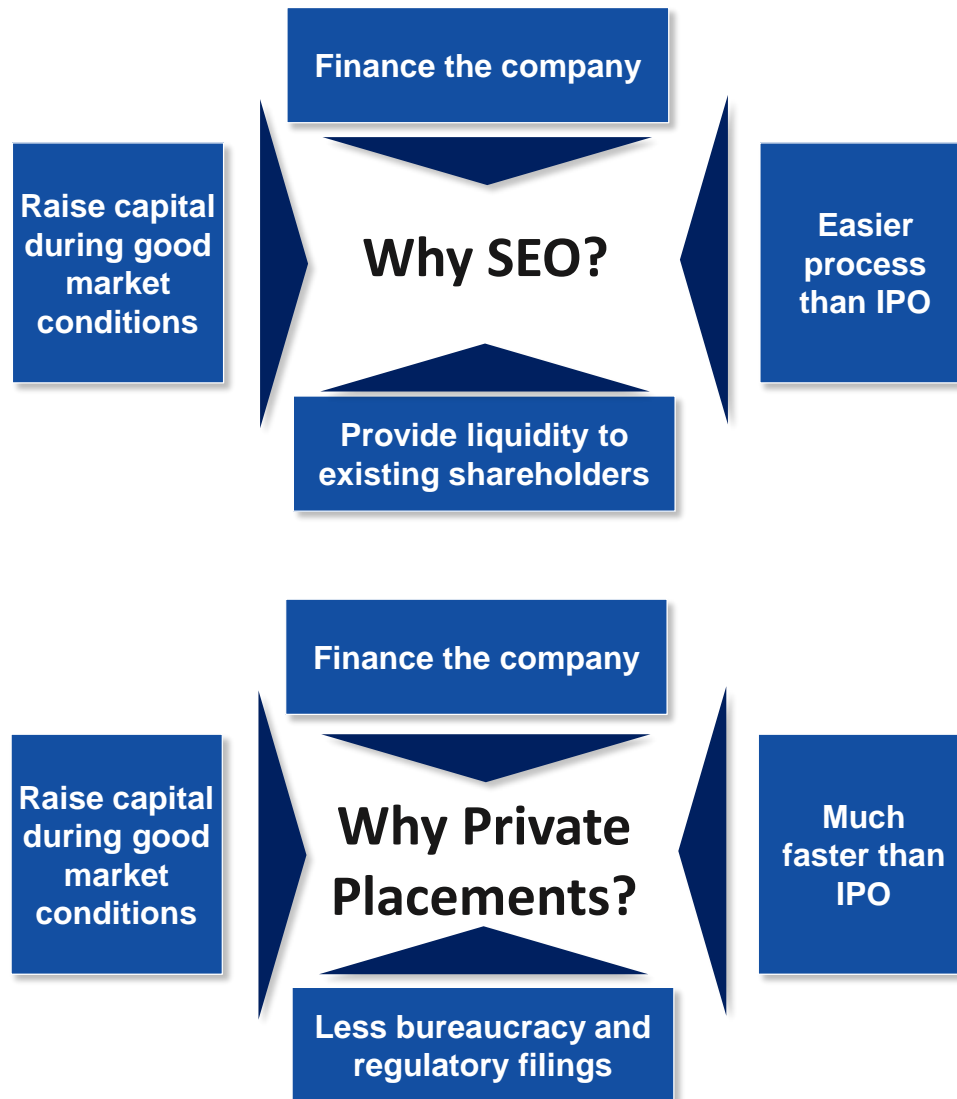 Finance the company
Raise capital
during good
market
conditions
Why SEO?
Easier
process
than IPO
Provide liquidity to
existing shareholders
Finance the company
Raise capital
during good
market
conditions
Why Private
Placements?
Much
faster than
IPO
Less bureaucracy and
regulatory filings